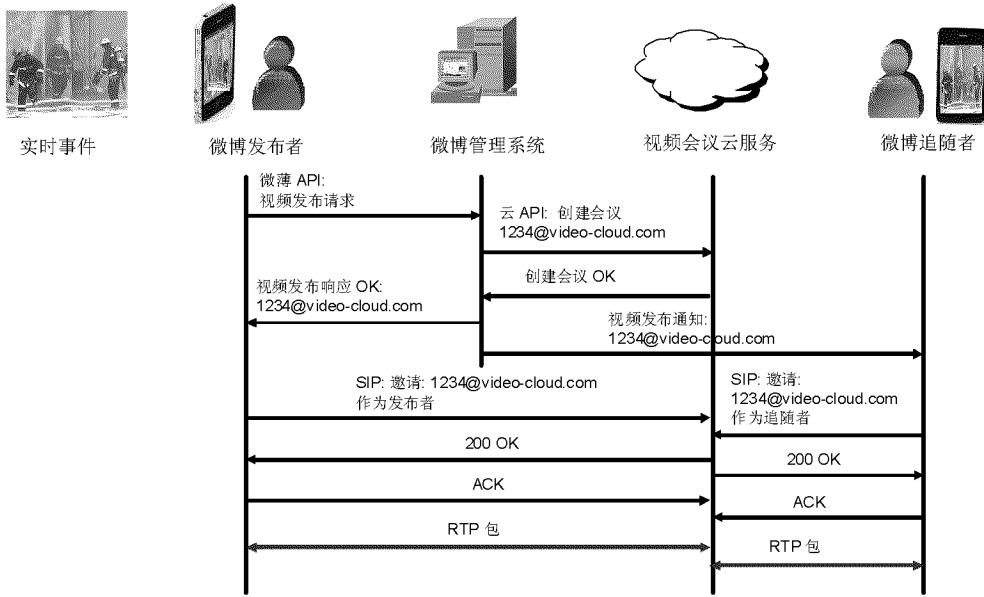 实时事件
微博发布者
微博管理系统
视频会议云服务
微博追随者
微薄 API:
视频发布请求
云 API: 创建会议
1234@video-cloud.com
创建会议 OK
视频发布响应 OK:
1234@video-cloud.com
视频发布通知:
1234@video-cloud.com
SIP: 邀请: 1234@video-cloud.com
作为发布者
SIP: 邀请:
1234@video-cloud.com
作为追随者
200 OK
200 OK
ACK
ACK
RTP 包
RTP 包